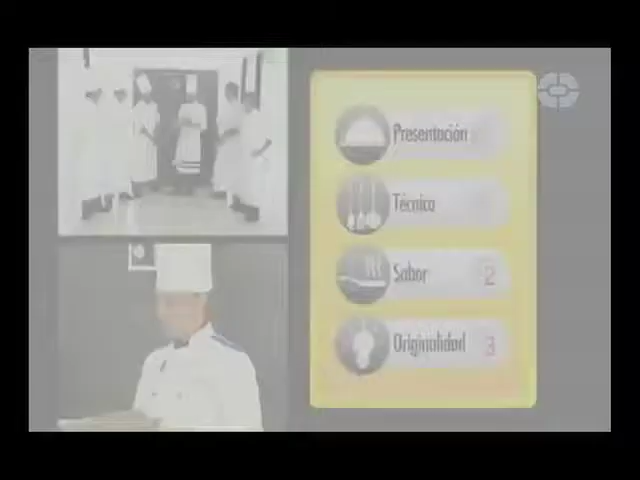 Presentación
Técnica
Sabor 2
Originalidad 3